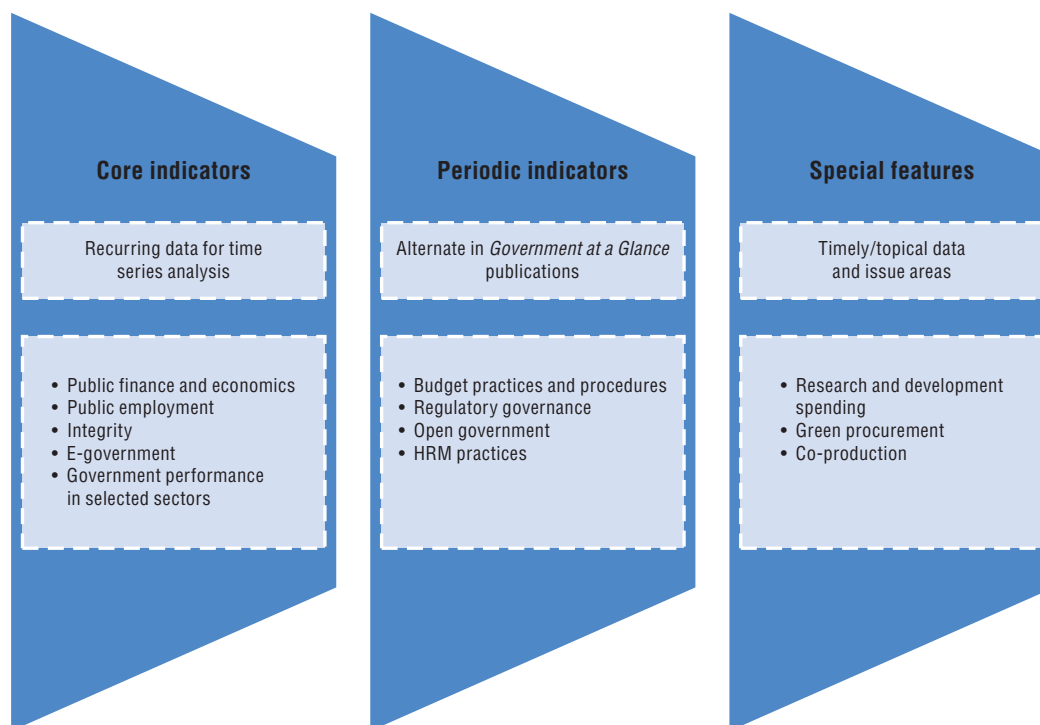 Core indicators
Recurring data for time
series analysis
• Public finance and economics
• Public employment
• Integrity
• E-government
• Government performance
in selected sectors
Periodic indicators
Alternate in Government at a Glance
publications
• Budget practices and procedures
• Regulatory governance
• Open government
• HRM practices
Special features
Timely/topical data
and issue areas
• Research and development
spending
• Green procurement
• Co-production